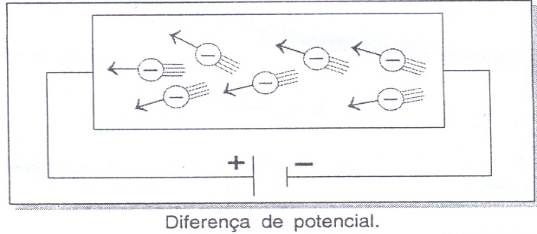 + −
Diferença de potencial.